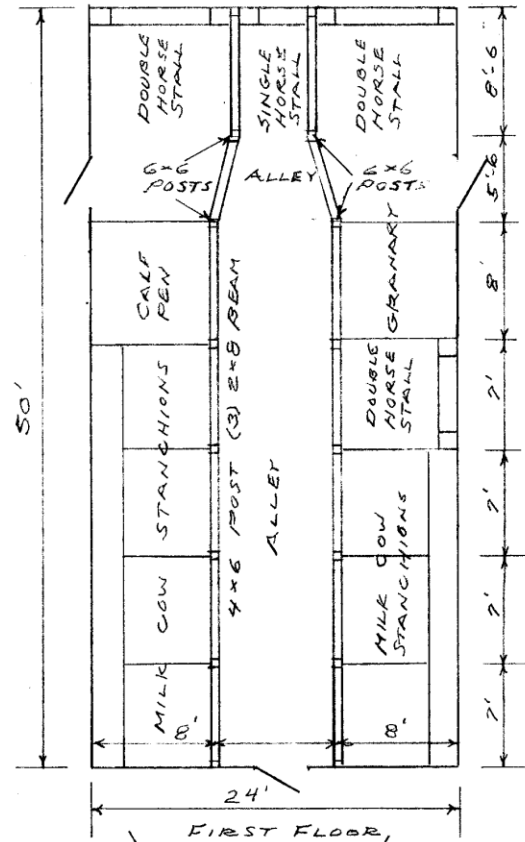 DOUBLE
HORSE
STALL
SINGLE
HORSE
STALL
DOUBLE
HORSE
STALL
8'-6"
6×6
POSTS
ALLEY
6×6
POSTS
5'-6
CALF
PEN
GRANARY
8'
50'
STANCHIONS
4×6 POST (3) 2×8 BEAM
DOUBLE
HORSE
STALL
7'
ALLEY
7'
MILK COW
MILK COW
STANCHIONS
7'
7'
8'
8'
24'
FIRST FLOOR,